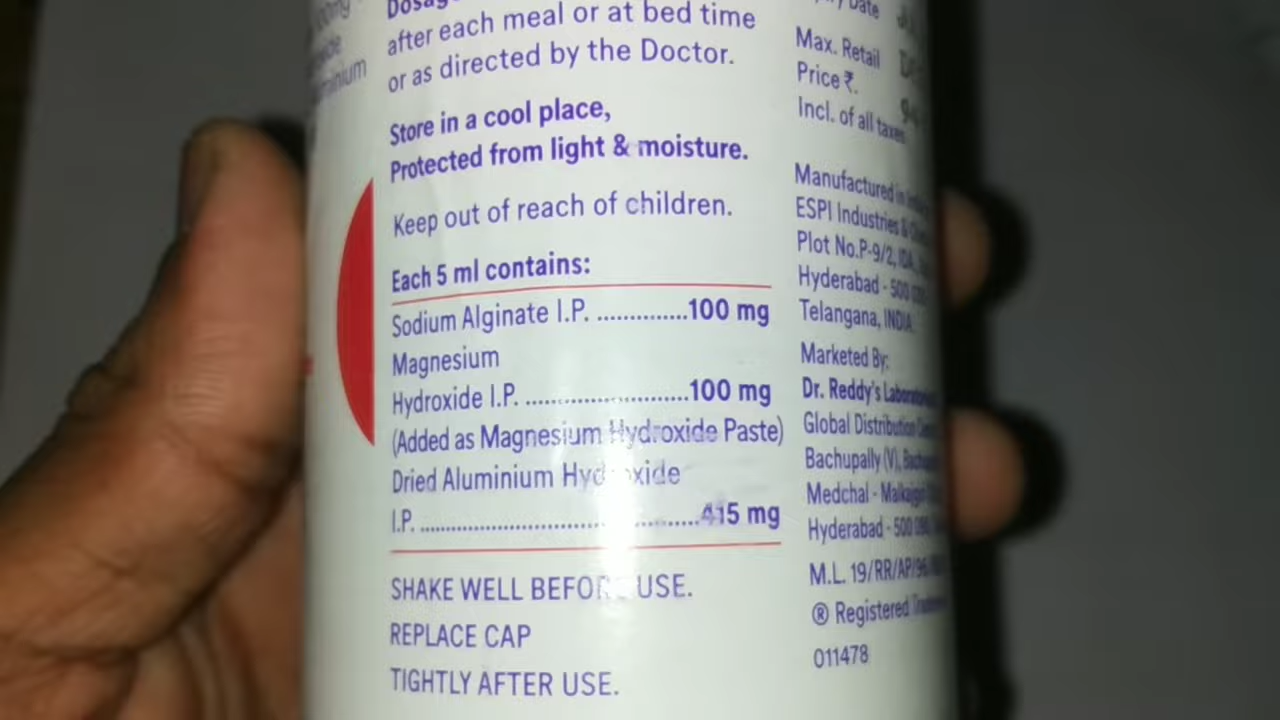 after each meal or at bed time
or as directed by the Doctor.
Store in a cool place,
Protected from light & moisture.
Keep out of reach of children.
Each 5 ml contains:
Sodium Alginate I.P. ..............100 mg
Magnesium
Hydroxide I.P. .........................100 mg
(Added as Magnesium Hydroxide Paste)
Dried Aluminium Hydroxide
I.P. ...........................................415 mg
SHAKE WELL BEFORE USE.
REPLACE CAP
TIGHTLY AFTER USE.
Date
Max. Retail
Price ₹.
Incl. of all taxes
Manufactured in
ESPI Industries &
Plot No.P-9/2, IDA,
Hyderabad - 500
Telangana, INDIA
Marketed By:
Dr. Reddy's Laboratories
Global Distribution
Bachupally (V),
Medchal - Malkajgiri
Hyderabad - 500
M.L. 19/RR/AP/96/
® Registered
011478